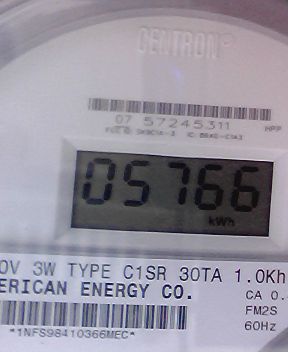 CENTRON®
07 57245311
HPP
05766
kWh
0V 3W TYPE C1SR 30TA 1.0Kh
ERICAN ENERGY CO.
CA 0.
FM2S
60Hz
*1NFS98410366MEC*